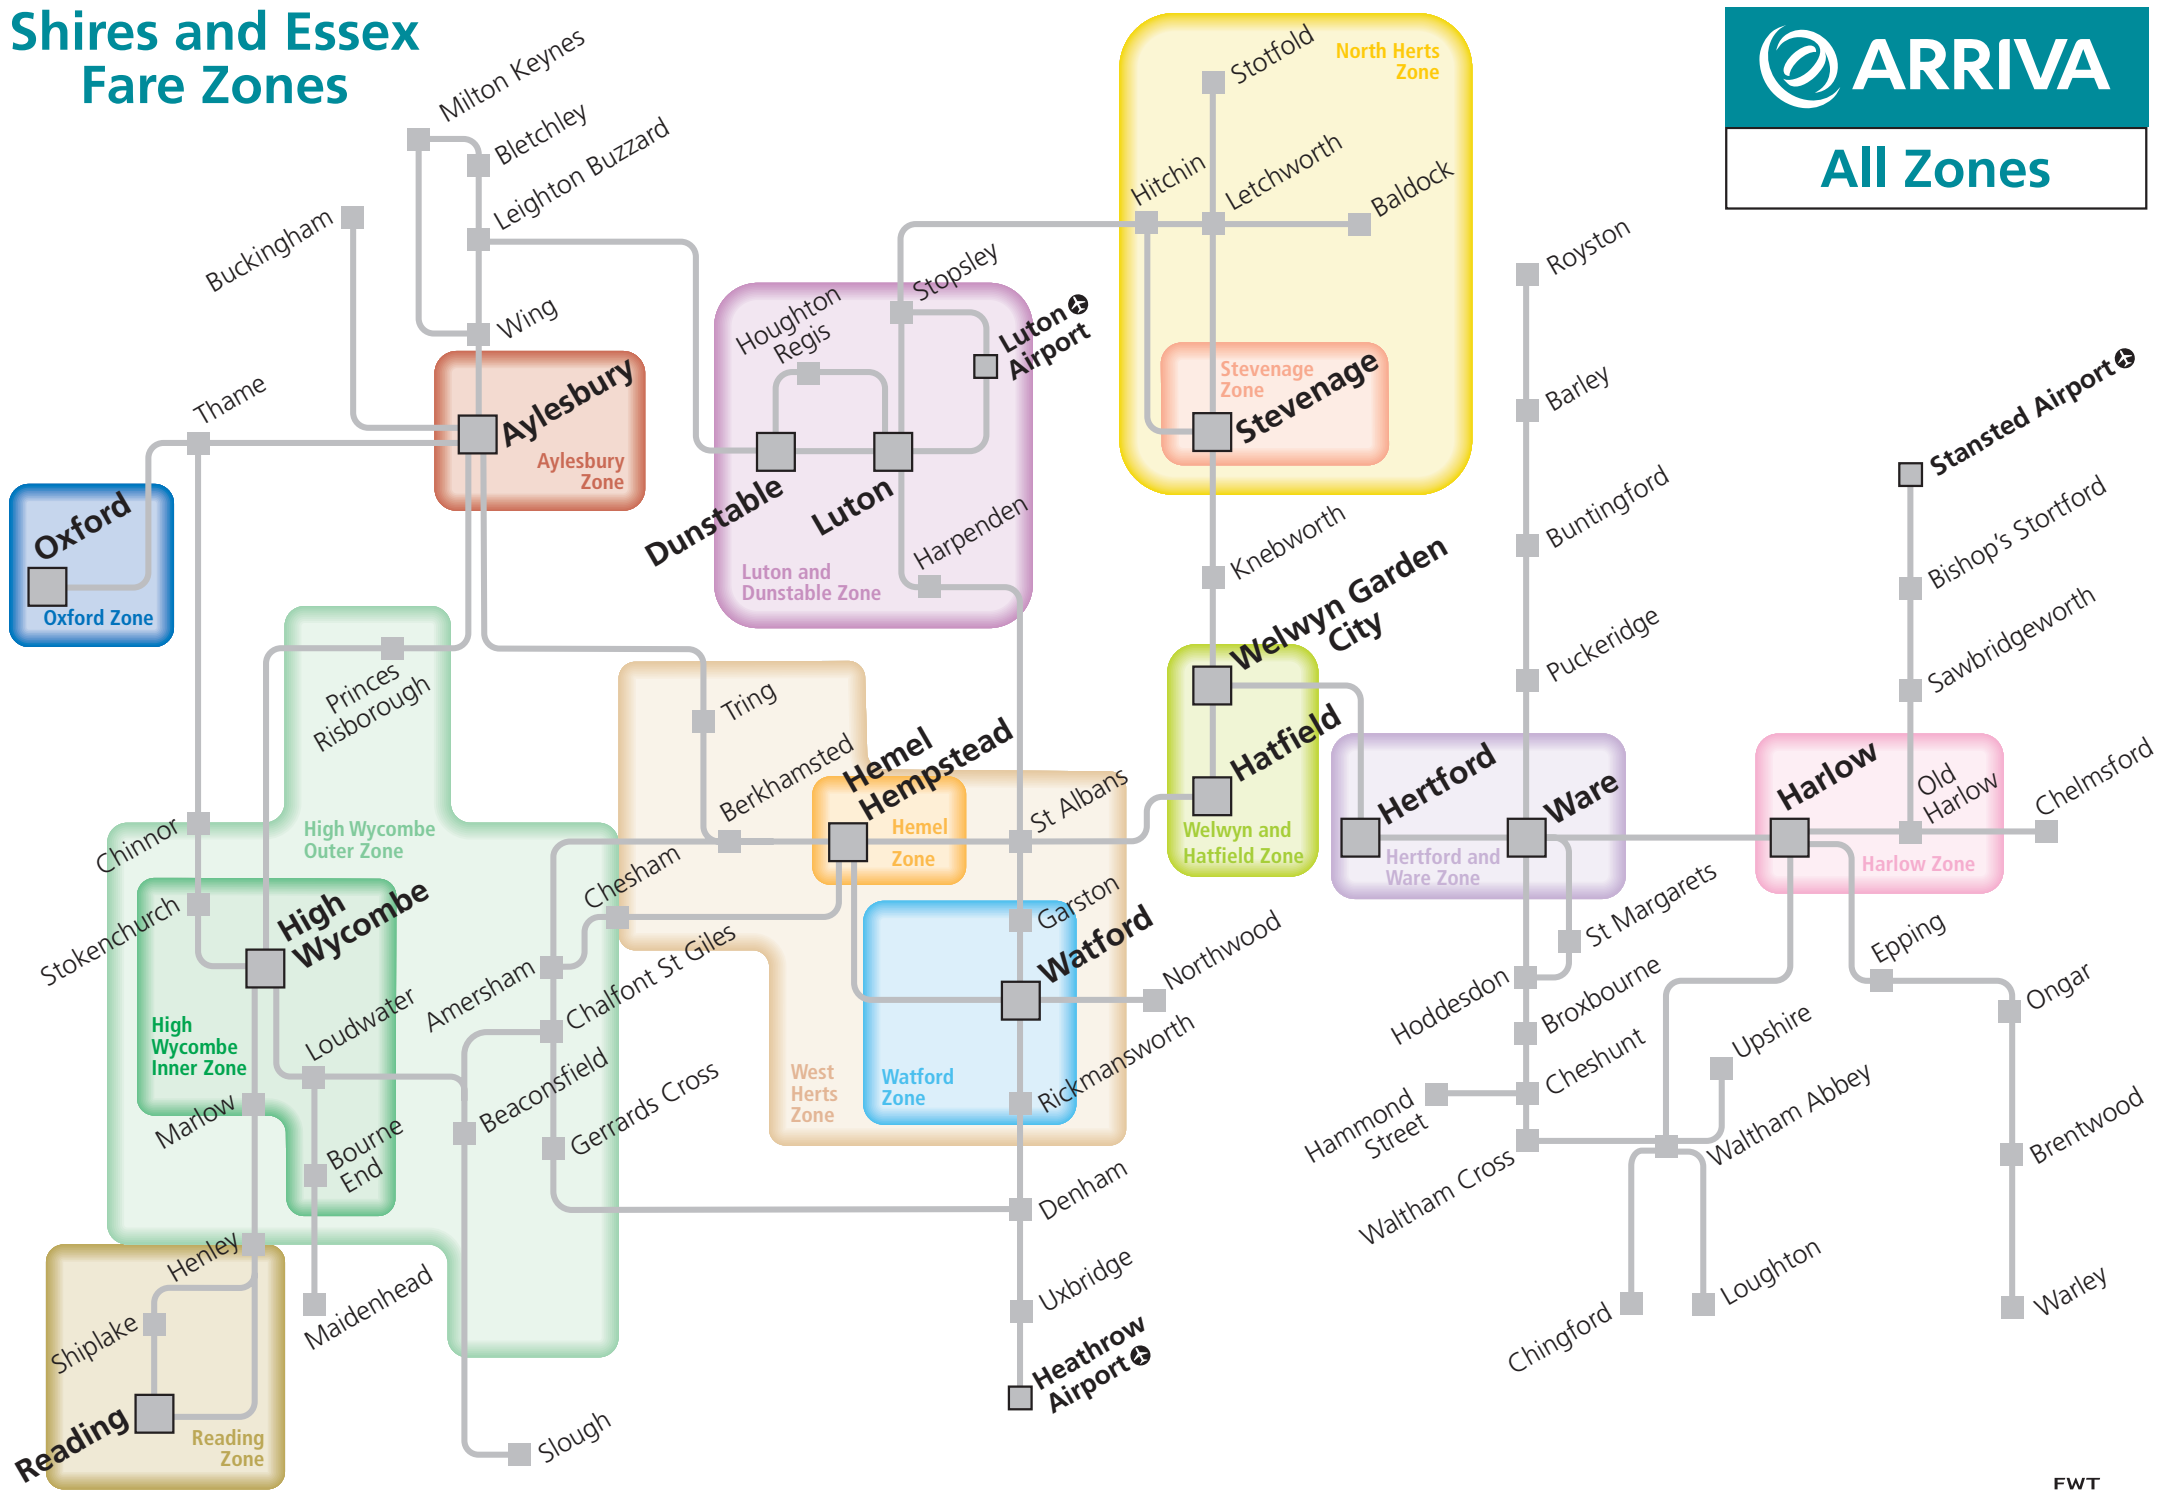 Shires and Essex
Fare Zones
ARRIVA
All Zones
Milton Keynes
Bletchley
Leighton Buzzard
Buckingham
Wing
Thame
Aylesbury
Aylesbury
Zone
Oxford
Oxford Zone
Stotfold
North Herts
Zone
Hitchin
Letchworth
Baldock
Stopsley
Houghton
Regis
Luton
Airport
Stevenage
Zone
Stevenage
Dunstable
Luton
Harpenden
Luton and
Dunstable Zone
Knebworth
Royston
Barley
Buntingford
Puckeridge
Stansted Airport
Bishop's Stortford
Sawbridgeworth
Welwyn Garden
City
Hatfield
Welwyn and
Hatfield Zone
Princes
Risborough
Tring
Berkhamsted
Hemel
Hempstead
Hemel
Zone
St Albans
Hertford
Ware
Hertford and
Ware Zone
Harlow
Old
Harlow
Harlow Zone
Chelmsford
Chinnor
High Wycombe
Outer Zone
Stokenchurch
High
Wycombe
High
Wycombe
Inner Zone
Chesham
Amersham
Chalfont St Giles
Loudwater
Marlow
Bourne
End
Beaconsfield
Gerrards Cross
Garston
Watford
Northwood
Rickmansworth
West
Herts
Zone
Watford
Zone
St Margarets
Hoddesdon
Broxbourne
Cheshunt
Hammond
Street
Waltham Cross
Upshire
Waltham Abbey
Epping
Ongar
Brentwood
Warley
Chingford
Loughton
Denham
Uxbridge
Heathrow
Airport
Henley
Shiplake
Maidenhead
Reading
Reading
Zone
Slough
FWT